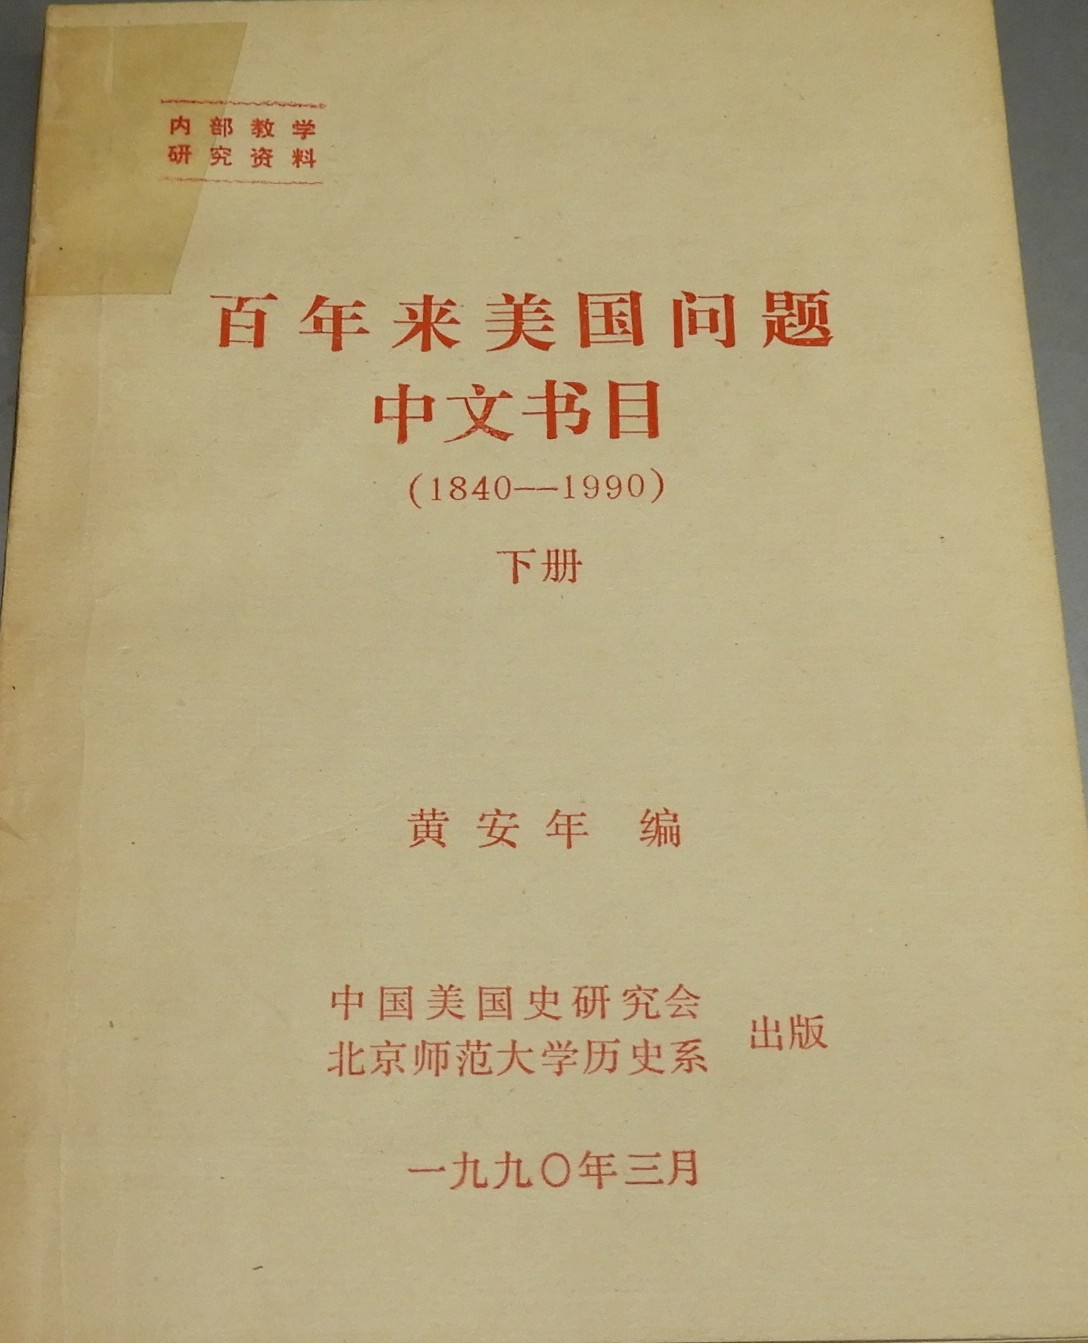 内部教学
研究资料
百年来美国问题
中文书目
(1840—1990)
下册
黄安年 编
中国美国史研究会
北京师范大学历史系
出版
一九九〇年三月